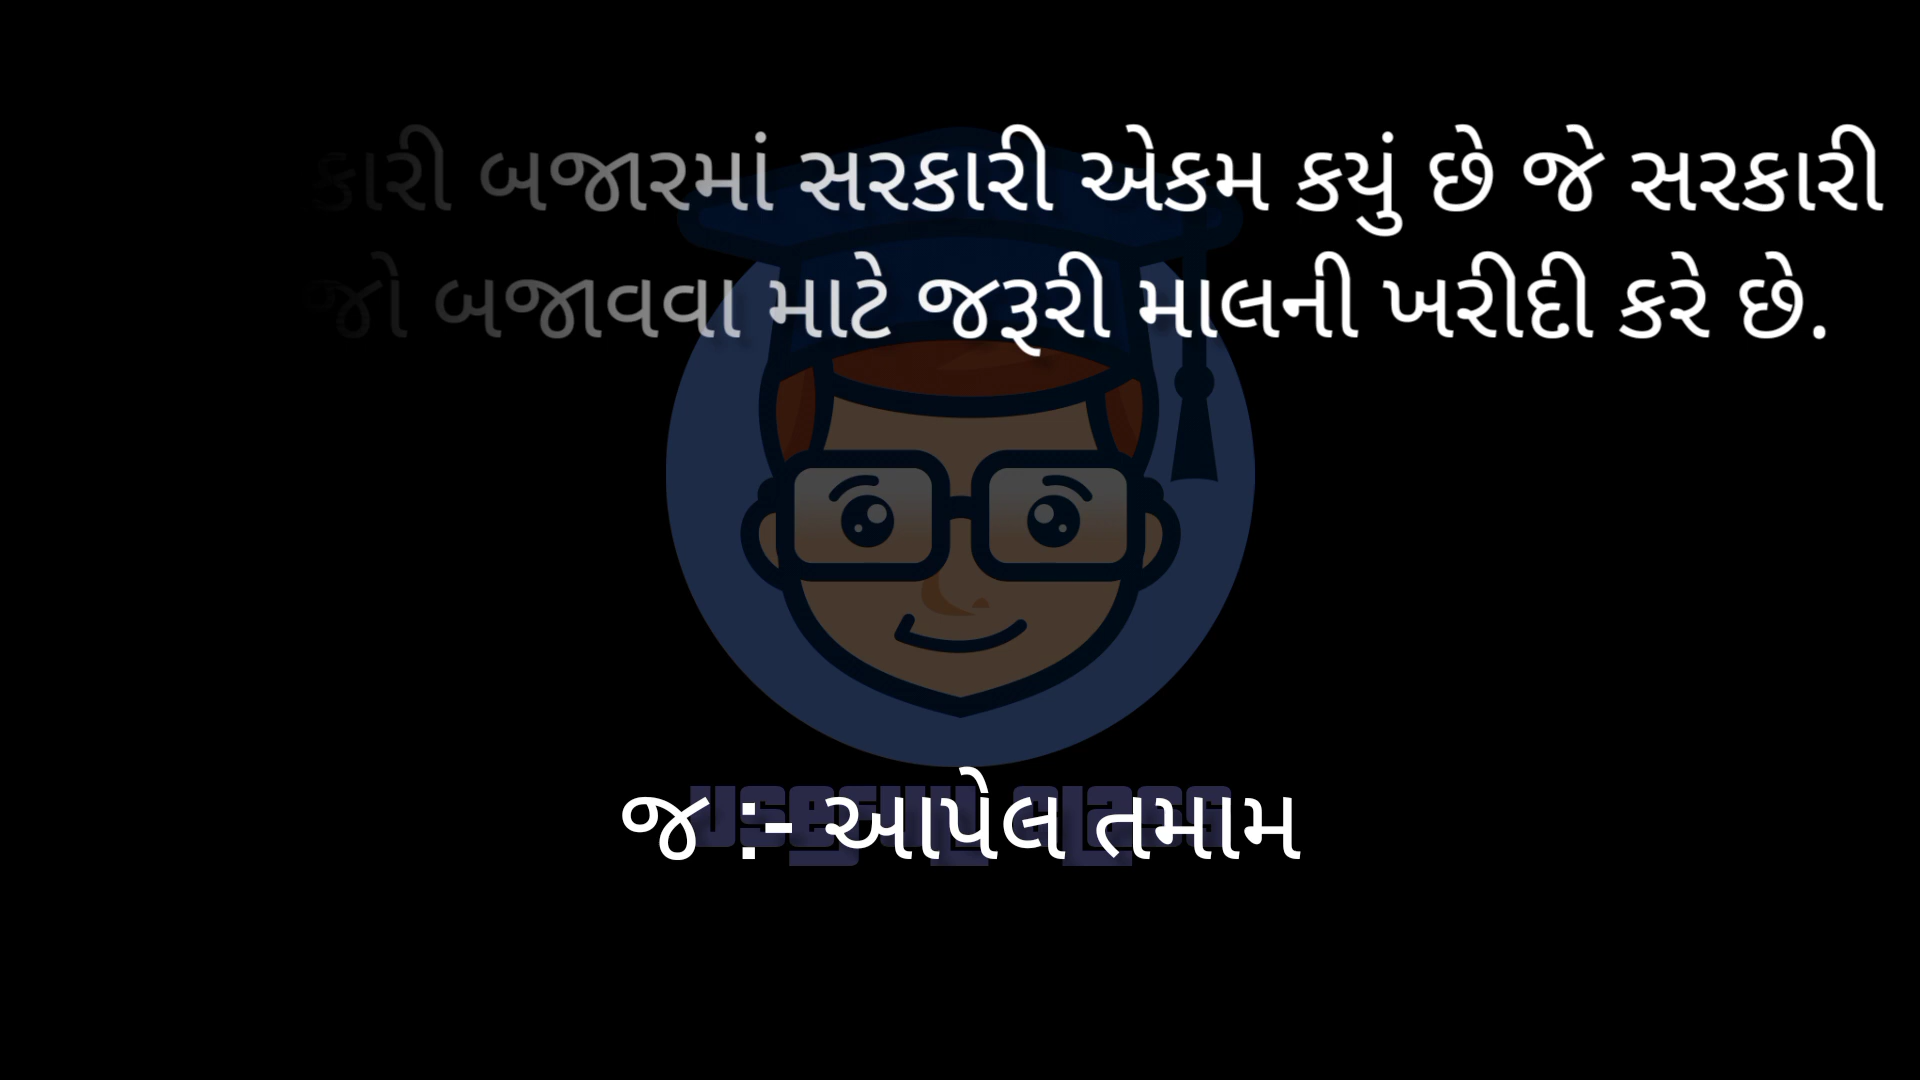 કારી બજારમાં સરકારી એકમ કયું છે જે સરકારી
જો બજાવવા માટે જરૂરી માલની ખરીદી કરે છે.
જ :- આપેલ તમામ